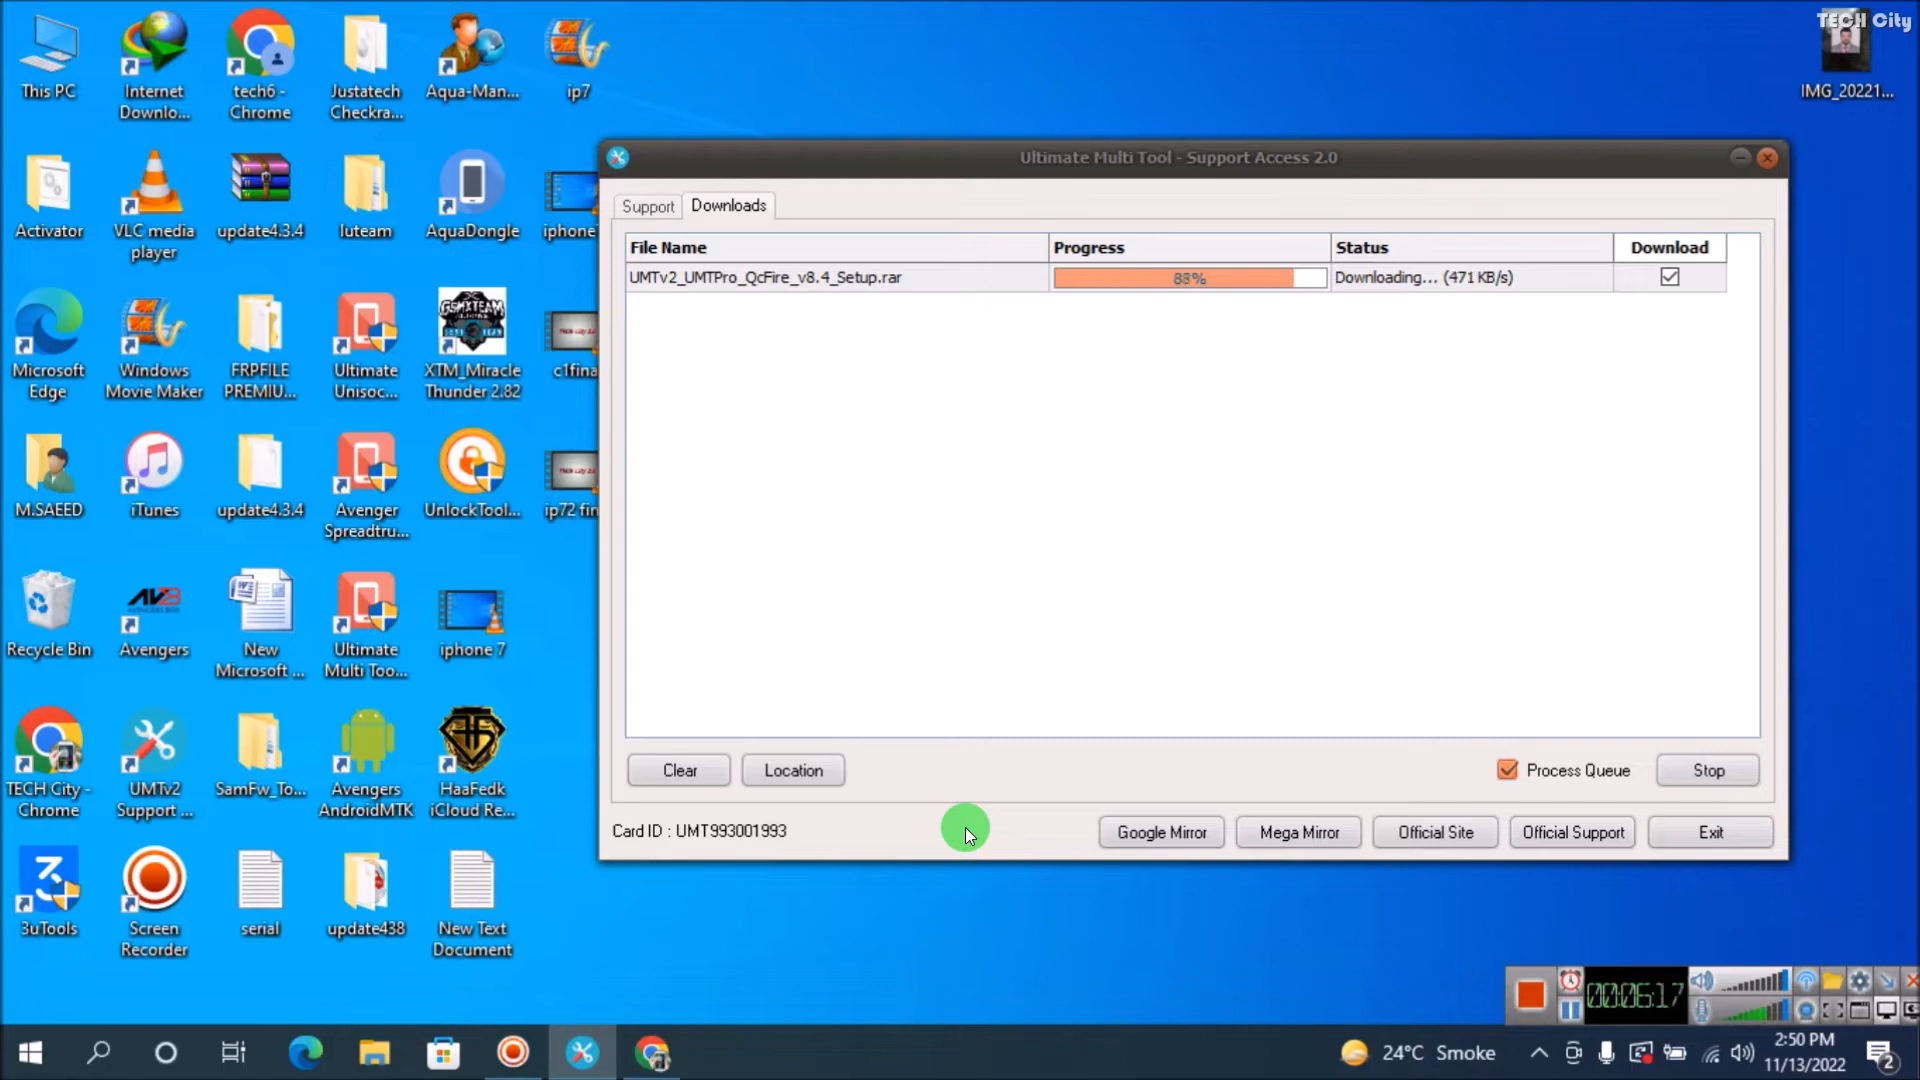 TECH City
This PC
Internet
Downlo...
tech6 -
Chrome
Justatech
Checkra...
Aqua-Man...
ip7
IMG_20221...
Activator
VLC media
player
update4.3.4
luteam
AquaDongle
iphone
Microsoft
Edge
Windows
Movie Maker
FRPFILE
PREMIU...
Ultimate
Unisoc...
GSMXTEAM
XTM_Miracle
Thunder 2.82
c1fina
M.SAEED
iTunes
update4.3.4
Avenger
Spreadtru...
UnlockTool...
ip72 fin
Recycle Bin
Avengers
New
Microsoft ...
Ultimate
Multi Too...
iphone 7
TECH City -
Chrome
UMTv2
Support ...
SamFw_To...
Avengers
AndroidMTK
HaaFedk
iCloud Re...
3uTools
Screen
Recorder
serial
update438
New Text
Document
Ultimate Multi Tool - Support Access 2.0
Support
Downloads
File Name Progress Status Download
UMTv2_UMTPro_QcFire_v8.4_Setup.rar 88% Downloading... (471 KB/s)
Clear
Location
Process Queue
Stop
Card ID : UMT993001993
Google Mirror
Mega Mirror
Official Site
Official Support
Exit
00:06:17
24°C Smoke
2:50 PM
11/13/2022
2